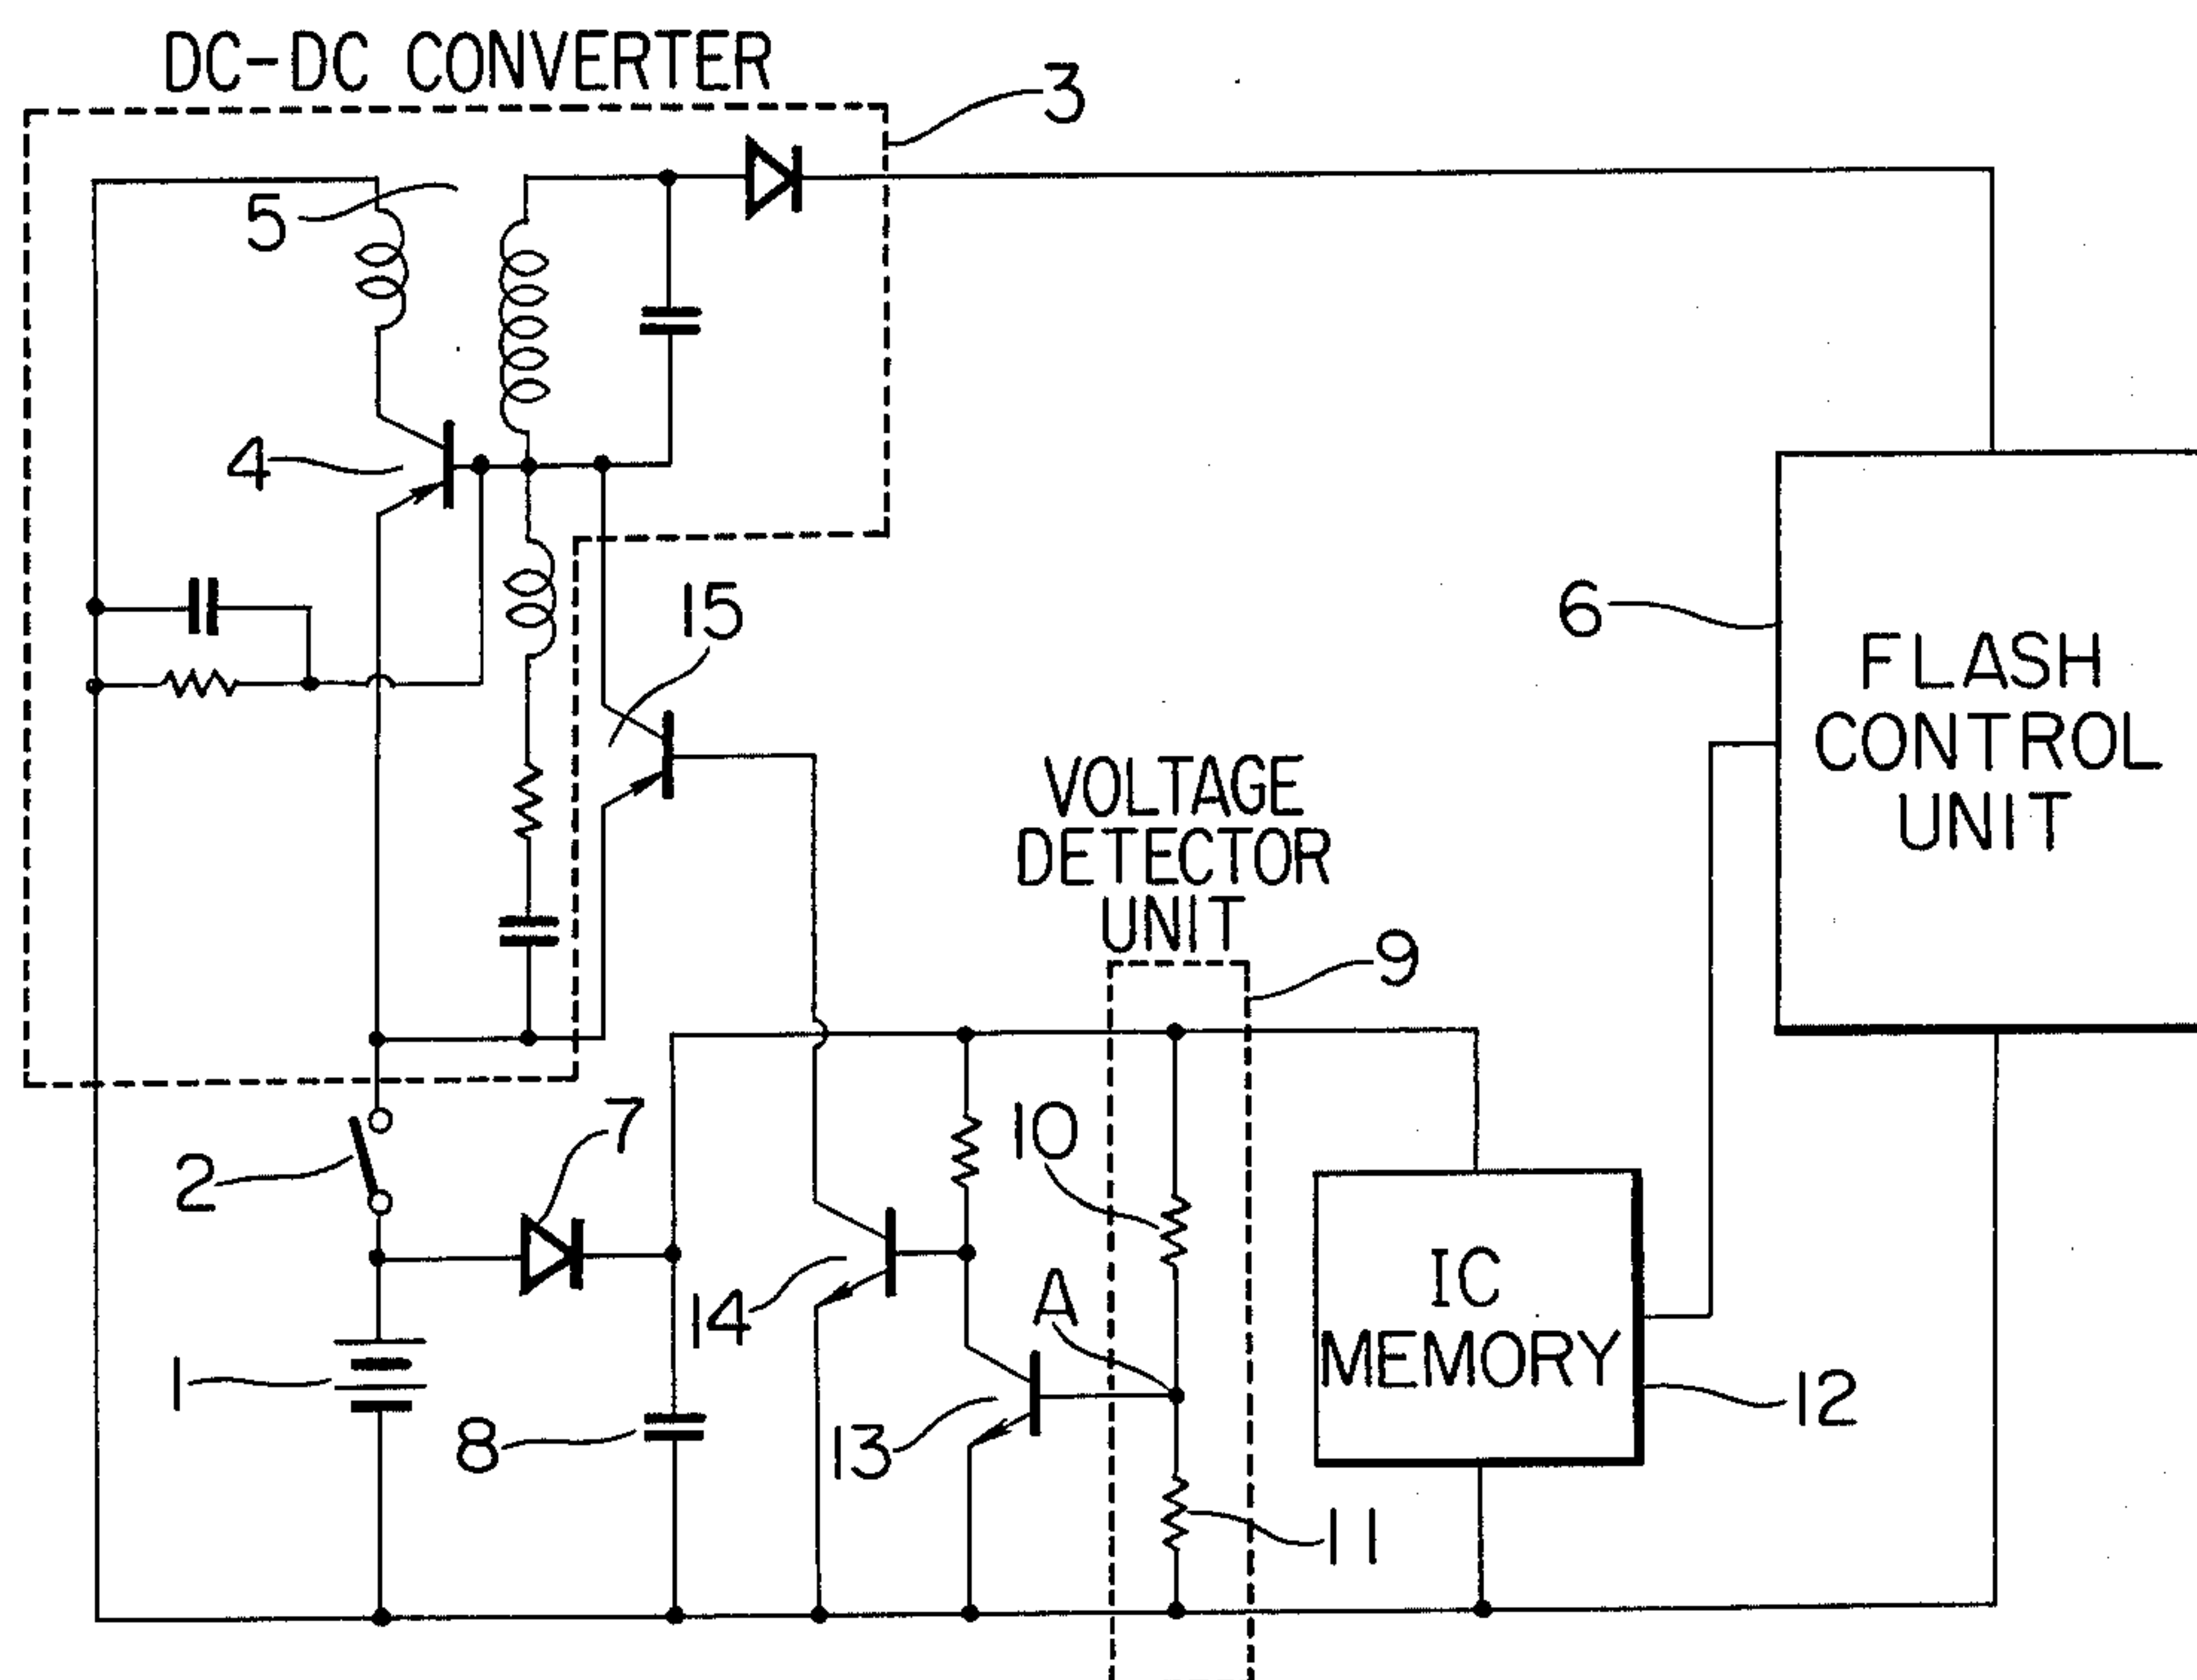 DC-DC CONVERTER
3
5
4
15
6
FLASH
CONTROL
UNIT
VOLTAGE
DETECTOR
UNIT
9
7
2
10
14
A
IC
MEMORY
1
8
13
12
11